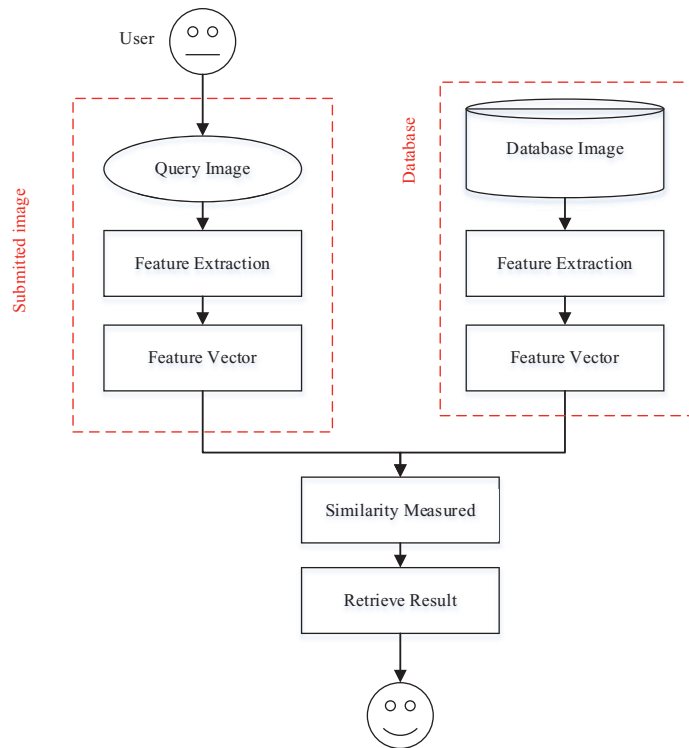 User
Submitted image
Query Image
Feature Extraction
Feature Vector
Database
Database Image
Feature Extraction
Feature Vector
Similarity Measured
Retrieve Result